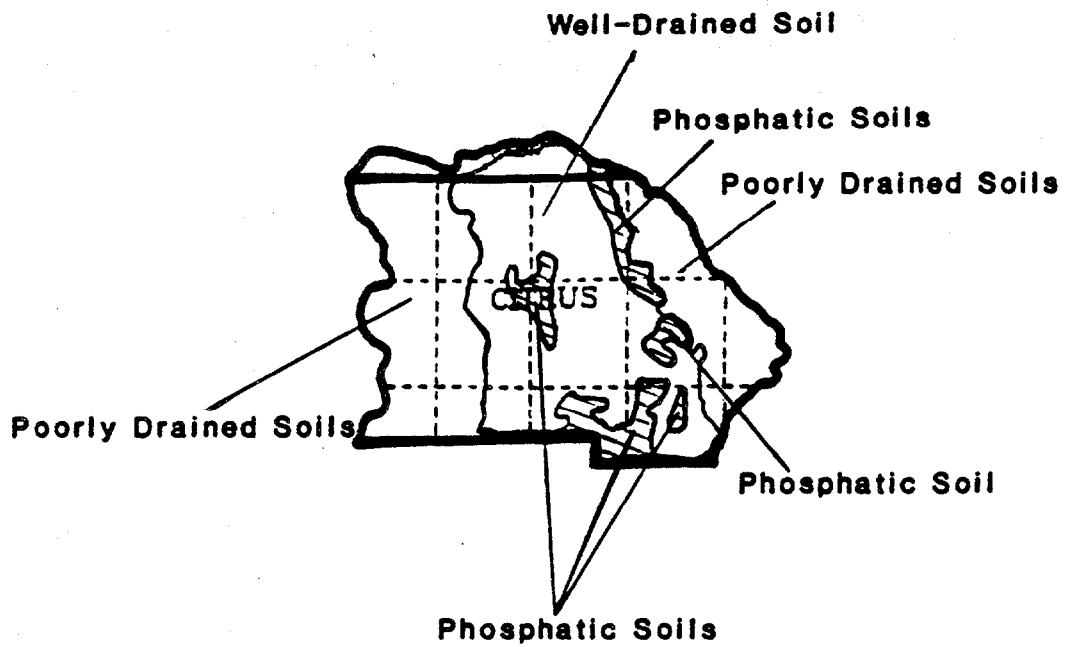 Well-Drained Soil
Phosphatic Soils
Poorly Drained Soils
Poorly Drained Soils
Phosphatic Soil
Phosphatic Soils